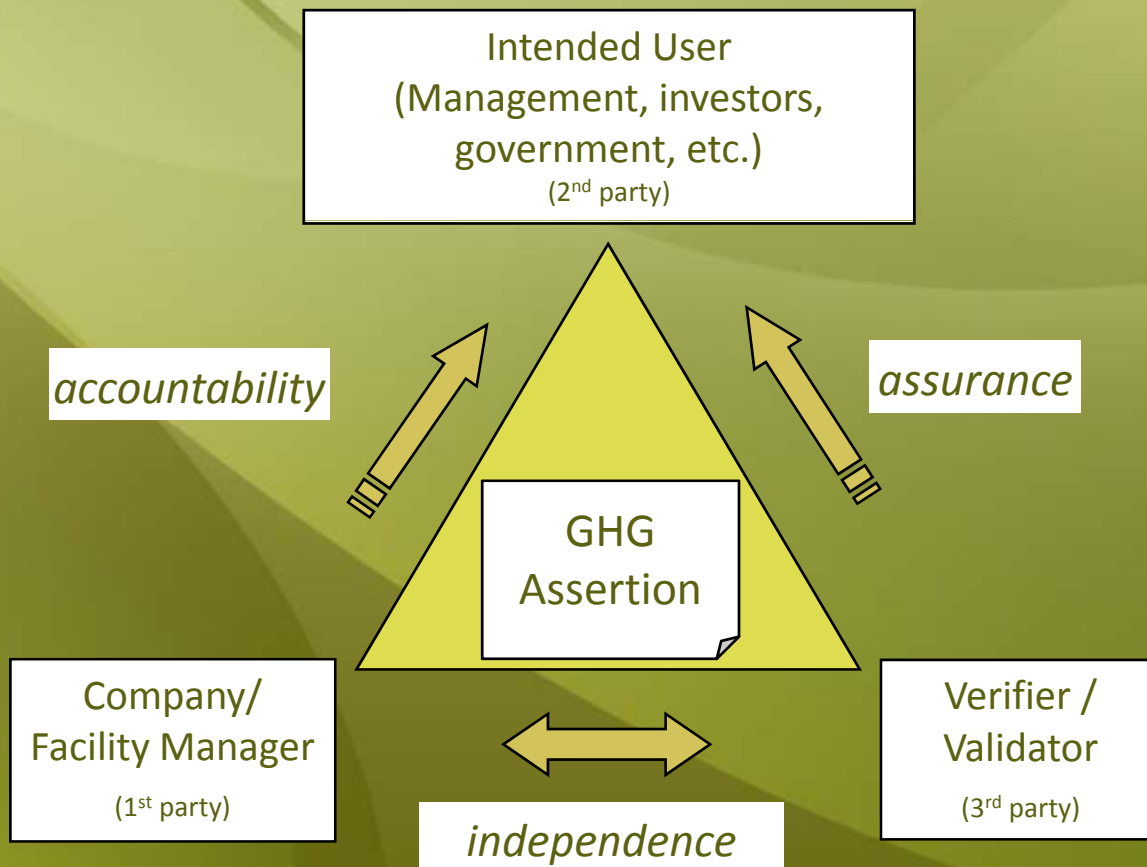 Intended User
(Management, investors,
government, etc.)
(2nd party)
accountability
assurance
GHG
Assertion
Company/
Facility Manager
(1st party)
Verifier /
Validator
(3rd party)
independence